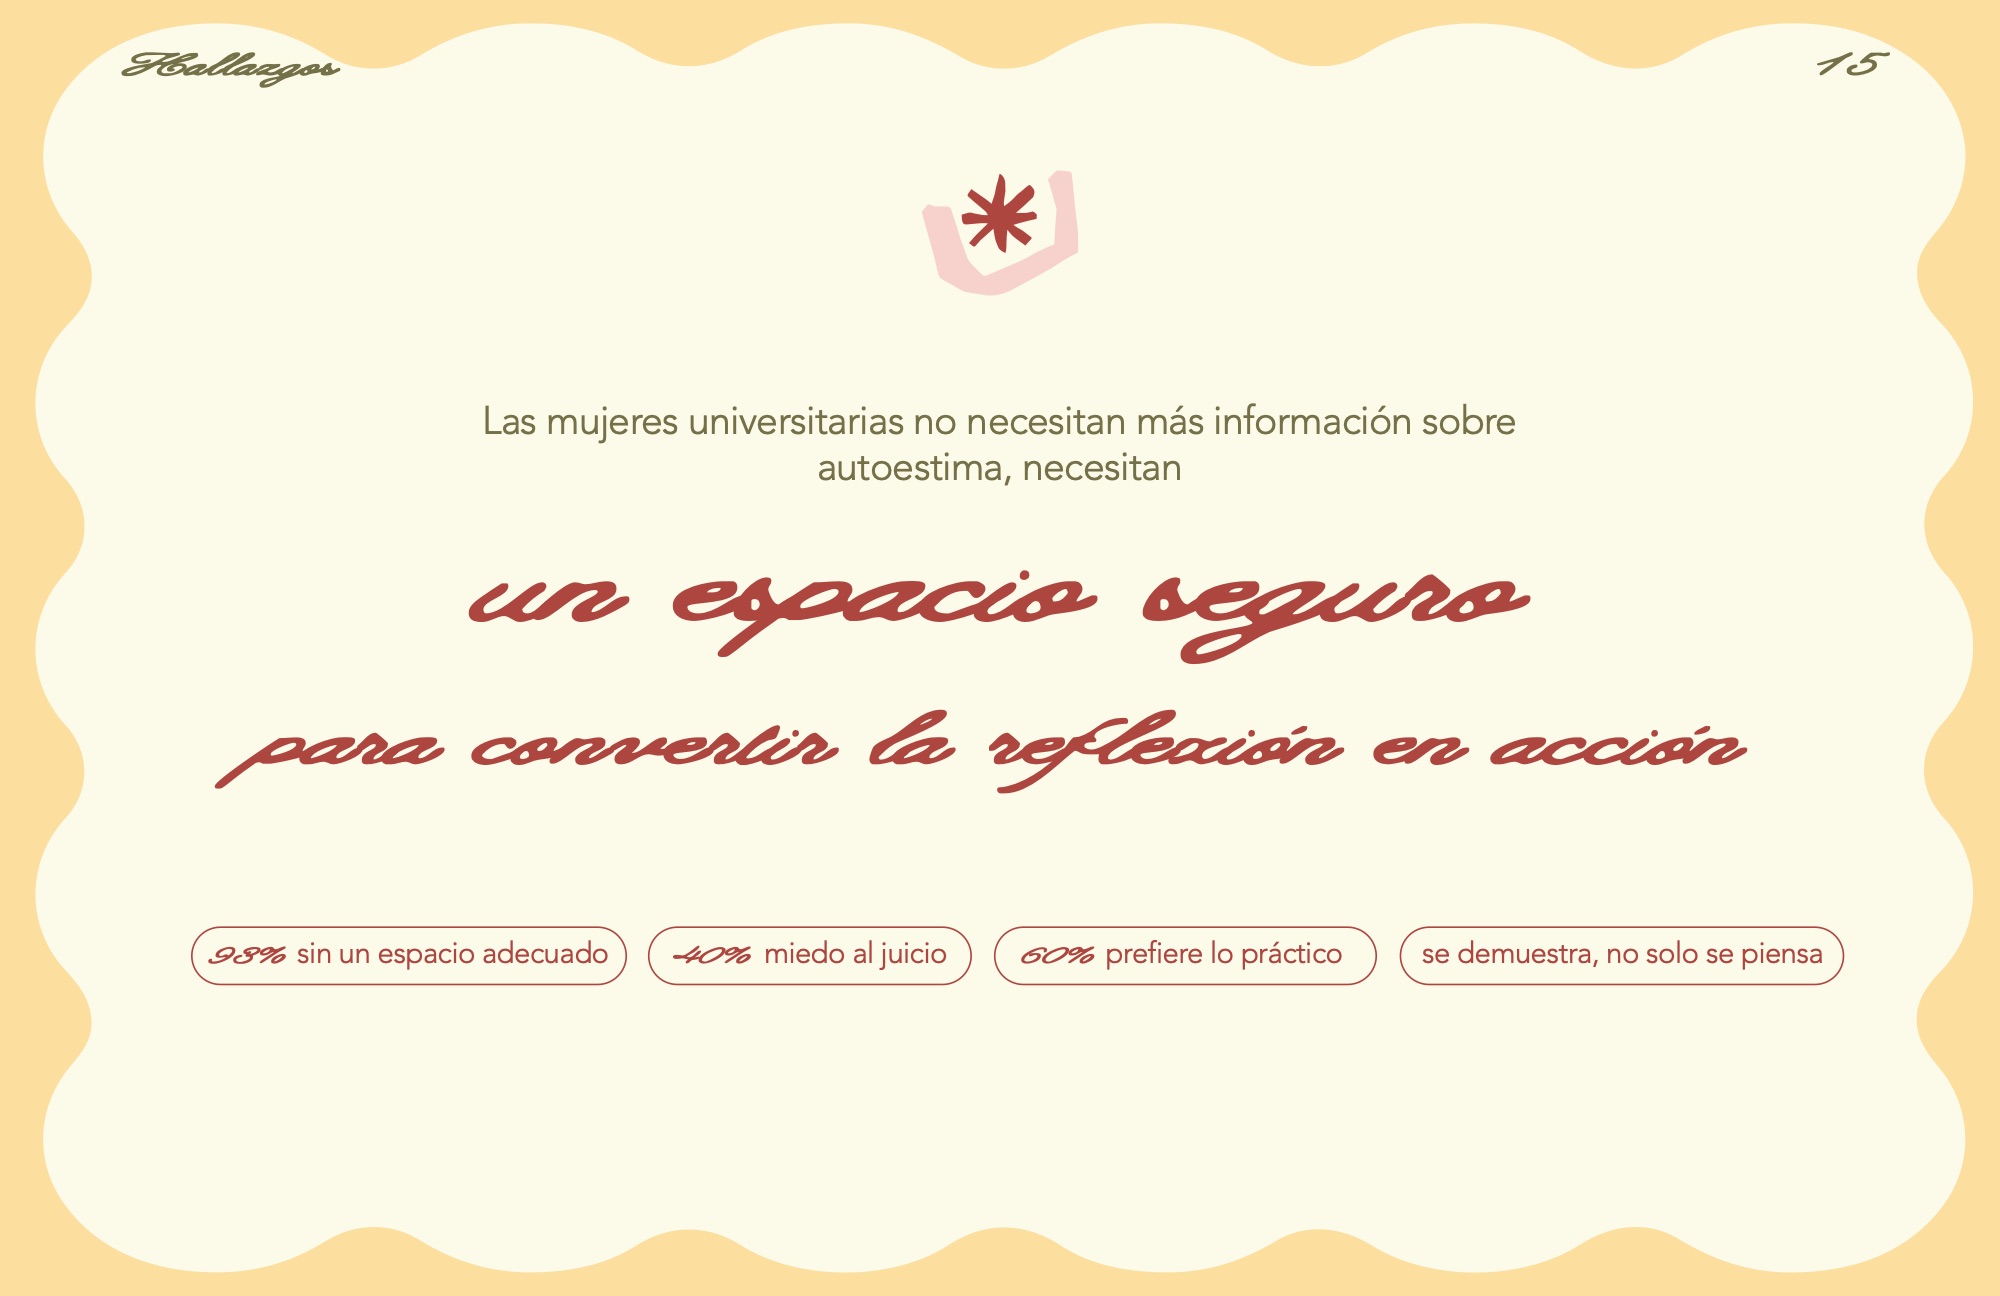 Hallazgos
15
Las mujeres universitarias no necesitan más información sobre
autoestima, necesitan
un espacio seguro
para convertir la reflexión en acción
93% sin un espacio adecuado
40% miedo al juicio
60% prefiere lo práctico
se demuestra, no solo se piensa